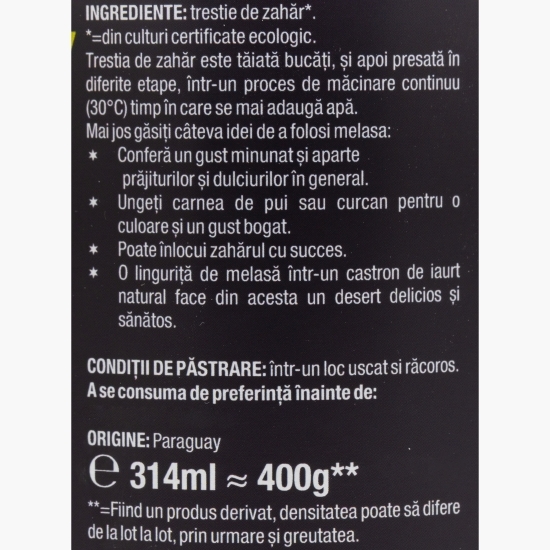 INGREDIENTE: trestie de zahăr*.
*=din culturi certificate ecologic.
Trestia de zahăr este tăiată bucăți, și apoi presată în
diferite etape, într-un proces de măcinare continuu
(30°C) timp în care se mai adaugă apă.
Mai jos găsiți câteva idei de a folosi melasa:
* Conferă un gust minunat și aparte
prăjiturilor și dulciurilor în general.
* Ungeți carnea de pui sau curcan pentru o
culoare și un gust bogat.
* Poate înlocui zahărul cu succes.
* O linguriță de melasă într-un castron de iaurt
natural face din acesta un desert delicios și
sănătos.
CONDIȚII DE PĂSTRARE: într-un loc uscat si răcoros.
A se consuma de preferință înainte de:
ORIGINE: Paraguay
℮ 314ml ≈ 400g**
**=Fiind un produs derivat, densitatea poate să difere
de la lot la lot, prin urmare și greutatea.